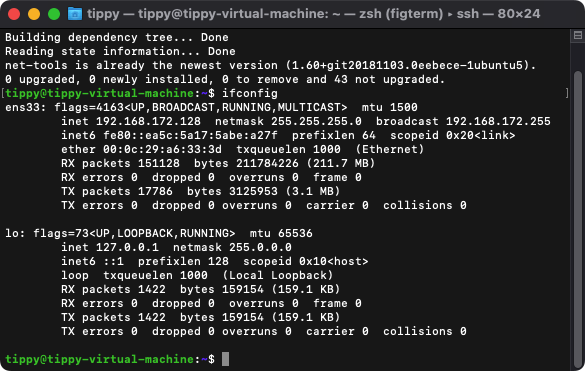 tippy — tippy@tippy-virtual-machine: ~ — zsh (figterm) ▸ ssh — 80×24
Building dependency tree... Done
Reading state information... Done
net-tools is already the newest version (1.60+git20181103.0eebece-1ubuntu5).
0 upgraded, 0 newly installed, 0 to remove and 43 not upgraded.
[tippy@tippy-virtual-machine:~$ ifconfig ]
ens33: flags=4163<UP,BROADCAST,RUNNING,MULTICAST>  mtu 1500
        inet 192.168.172.128  netmask 255.255.255.0  broadcast 192.168.172.255
        inet6 fe80::ea5c:5a17:5abe:a27f  prefixlen 64  scopeid 0x20<link>
        ether 00:0c:29:a6:33:3d  txqueuelen 1000  (Ethernet)
        RX packets 151128  bytes 211784226 (211.7 MB)
        RX errors 0  dropped 0  overruns 0  frame 0
        TX packets 17786  bytes 3125953 (3.1 MB)
        TX errors 0  dropped 0 overruns 0  carrier 0  collisions 0
lo: flags=73<UP,LOOPBACK,RUNNING>  mtu 65536
        inet 127.0.0.1  netmask 255.0.0.0
        inet6 ::1  prefixlen 128  scopeid 0x10<host>
        loop  txqueuelen 1000  (Local Loopback)
        RX packets 1422  bytes 159154 (159.1 KB)
        RX errors 0  dropped 0  overruns 0  frame 0
        TX packets 1422  bytes 159154 (159.1 KB)
        TX errors 0  dropped 0 overruns 0  carrier 0  collisions 0
tippy@tippy-virtual-machine:~$